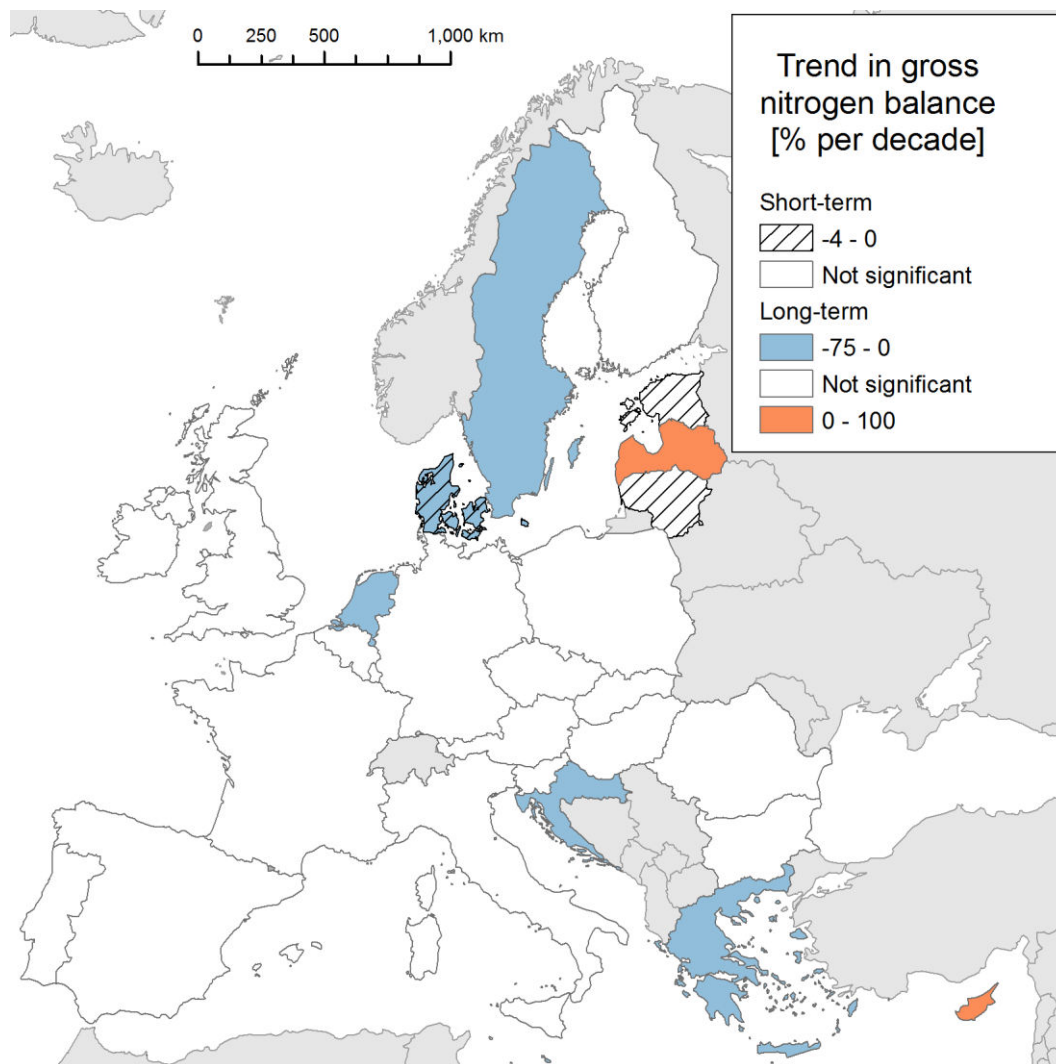 0 250 500 1,000 km
Trend in gross
nitrogen balance
[% per decade]
Short-term
-4 - 0
Not significant
Long-term
-75 - 0
Not significant
0 - 100